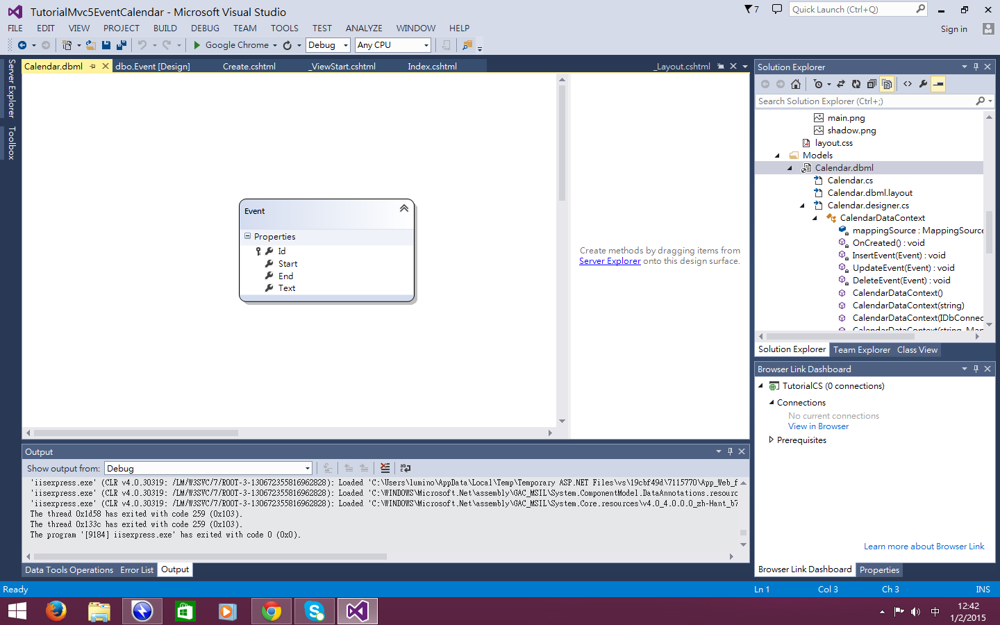 TutorialMvc5EventCalendar - Microsoft Visual Studio
7
Quick Launch (Ctrl+Q)
FILE EDIT VIEW PROJECT BUILD DEBUG TEAM TOOLS TEST ANALYZE WINDOW HELP
Sign in
Google Chrome Debug Any CPU
Server Explorer
Toolbox
Calendar.dbml dbo.Event [Design] Create.cshtml _ViewStart.cshtml Index.cshtml _Layout.cshtml
Event
Properties
Id
Start
End
Text
Create methods by dragging items from
Server Explorer onto this design surface.
Solution Explorer
Search Solution Explorer (Ctrl+;)
main.png
shadow.png
layout.css
Models
Calendar.dbml
Calendar.cs
Calendar.dbml.layout
Calendar.designer.cs
CalendarDataContext
mappingSource : MappingSource
OnCreated() : void
InsertEvent(Event) : void
UpdateEvent(Event) : void
DeleteEvent(Event) : void
CalendarDataContext()
CalendarDataContext(string)
CalendarDataContext(IDbConnec
CalendarDataContext(string, Map
Solution Explorer Team Explorer Class View
Browser Link Dashboard
TutorialCS (0 connections)
Connections
No current connections
View in Browser
Prerequisites
Learn more about Browser Link
Browser Link Dashboard Properties
Output
Show output from: Debug
'iisexpress.exe' (CLR v4.0.30319: /LM/W3SVC/7/ROOT-3-130672355816962828): Loaded 'C:\Users\lumino\AppData\Local\Temp\Temporary ASP.NET Files\vs\19cbf49d\7115770\App_Web_f
'iisexpress.exe' (CLR v4.0.30319: /LM/W3SVC/7/ROOT-3-130672355816962828): Loaded 'C:\WINDOWS\Microsoft.Net\assembly\GAC_MSIL\System.ComponentModel.DataAnnotations.resourc
'iisexpress.exe' (CLR v4.0.30319: /LM/W3SVC/7/ROOT-3-130672355816962828): Loaded 'C:\WINDOWS\Microsoft.Net\assembly\GAC_MSIL\System.Core.resources\v4.0_4.0.0.0_zh-Hant_b7
The thread 0x1d58 has exited with code 259 (0x103).
The thread 0x133c has exited with code 259 (0x103).
The program '[9184] iisexpress.exe' has exited with code 0 (0x0).
Data Tools Operations Error List Output
Ready Ln 1 Col 3 Ch 3 INS
中
12:42
1/2/2015